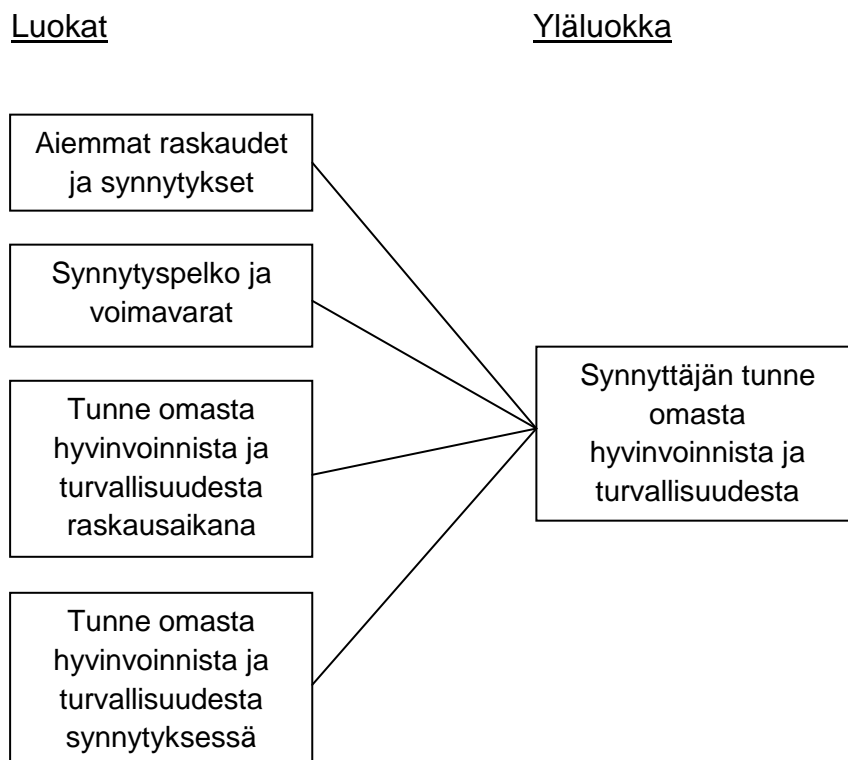 Luokat
Yläluokka
Aiemmat raskaudet
ja synnytykset
Synnytyspelko ja
voimavarat
Tunne omasta
hyvinvoinnista ja
turvallisuudesta
raskausaikana
Tunne omasta
hyvinvoinnista ja
turvallisuudesta
synnytyksessä
Synnyttäjän tunne
omasta
hyvinvoinnista ja
turvallisuudesta